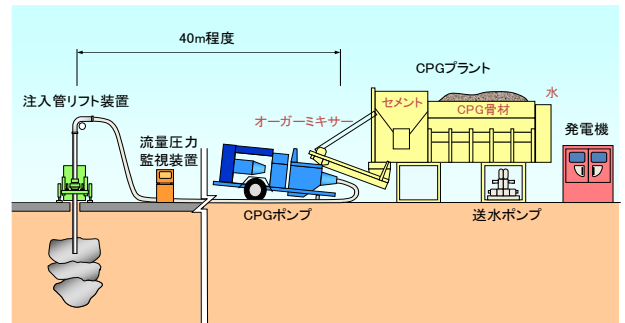 40m程度
CPGプラント
注入管リフト装置
セメント
水
オーガーミキサー
CPG骨材
流量圧力
監視装置
発電機
CPGポンプ
送水ポンプ